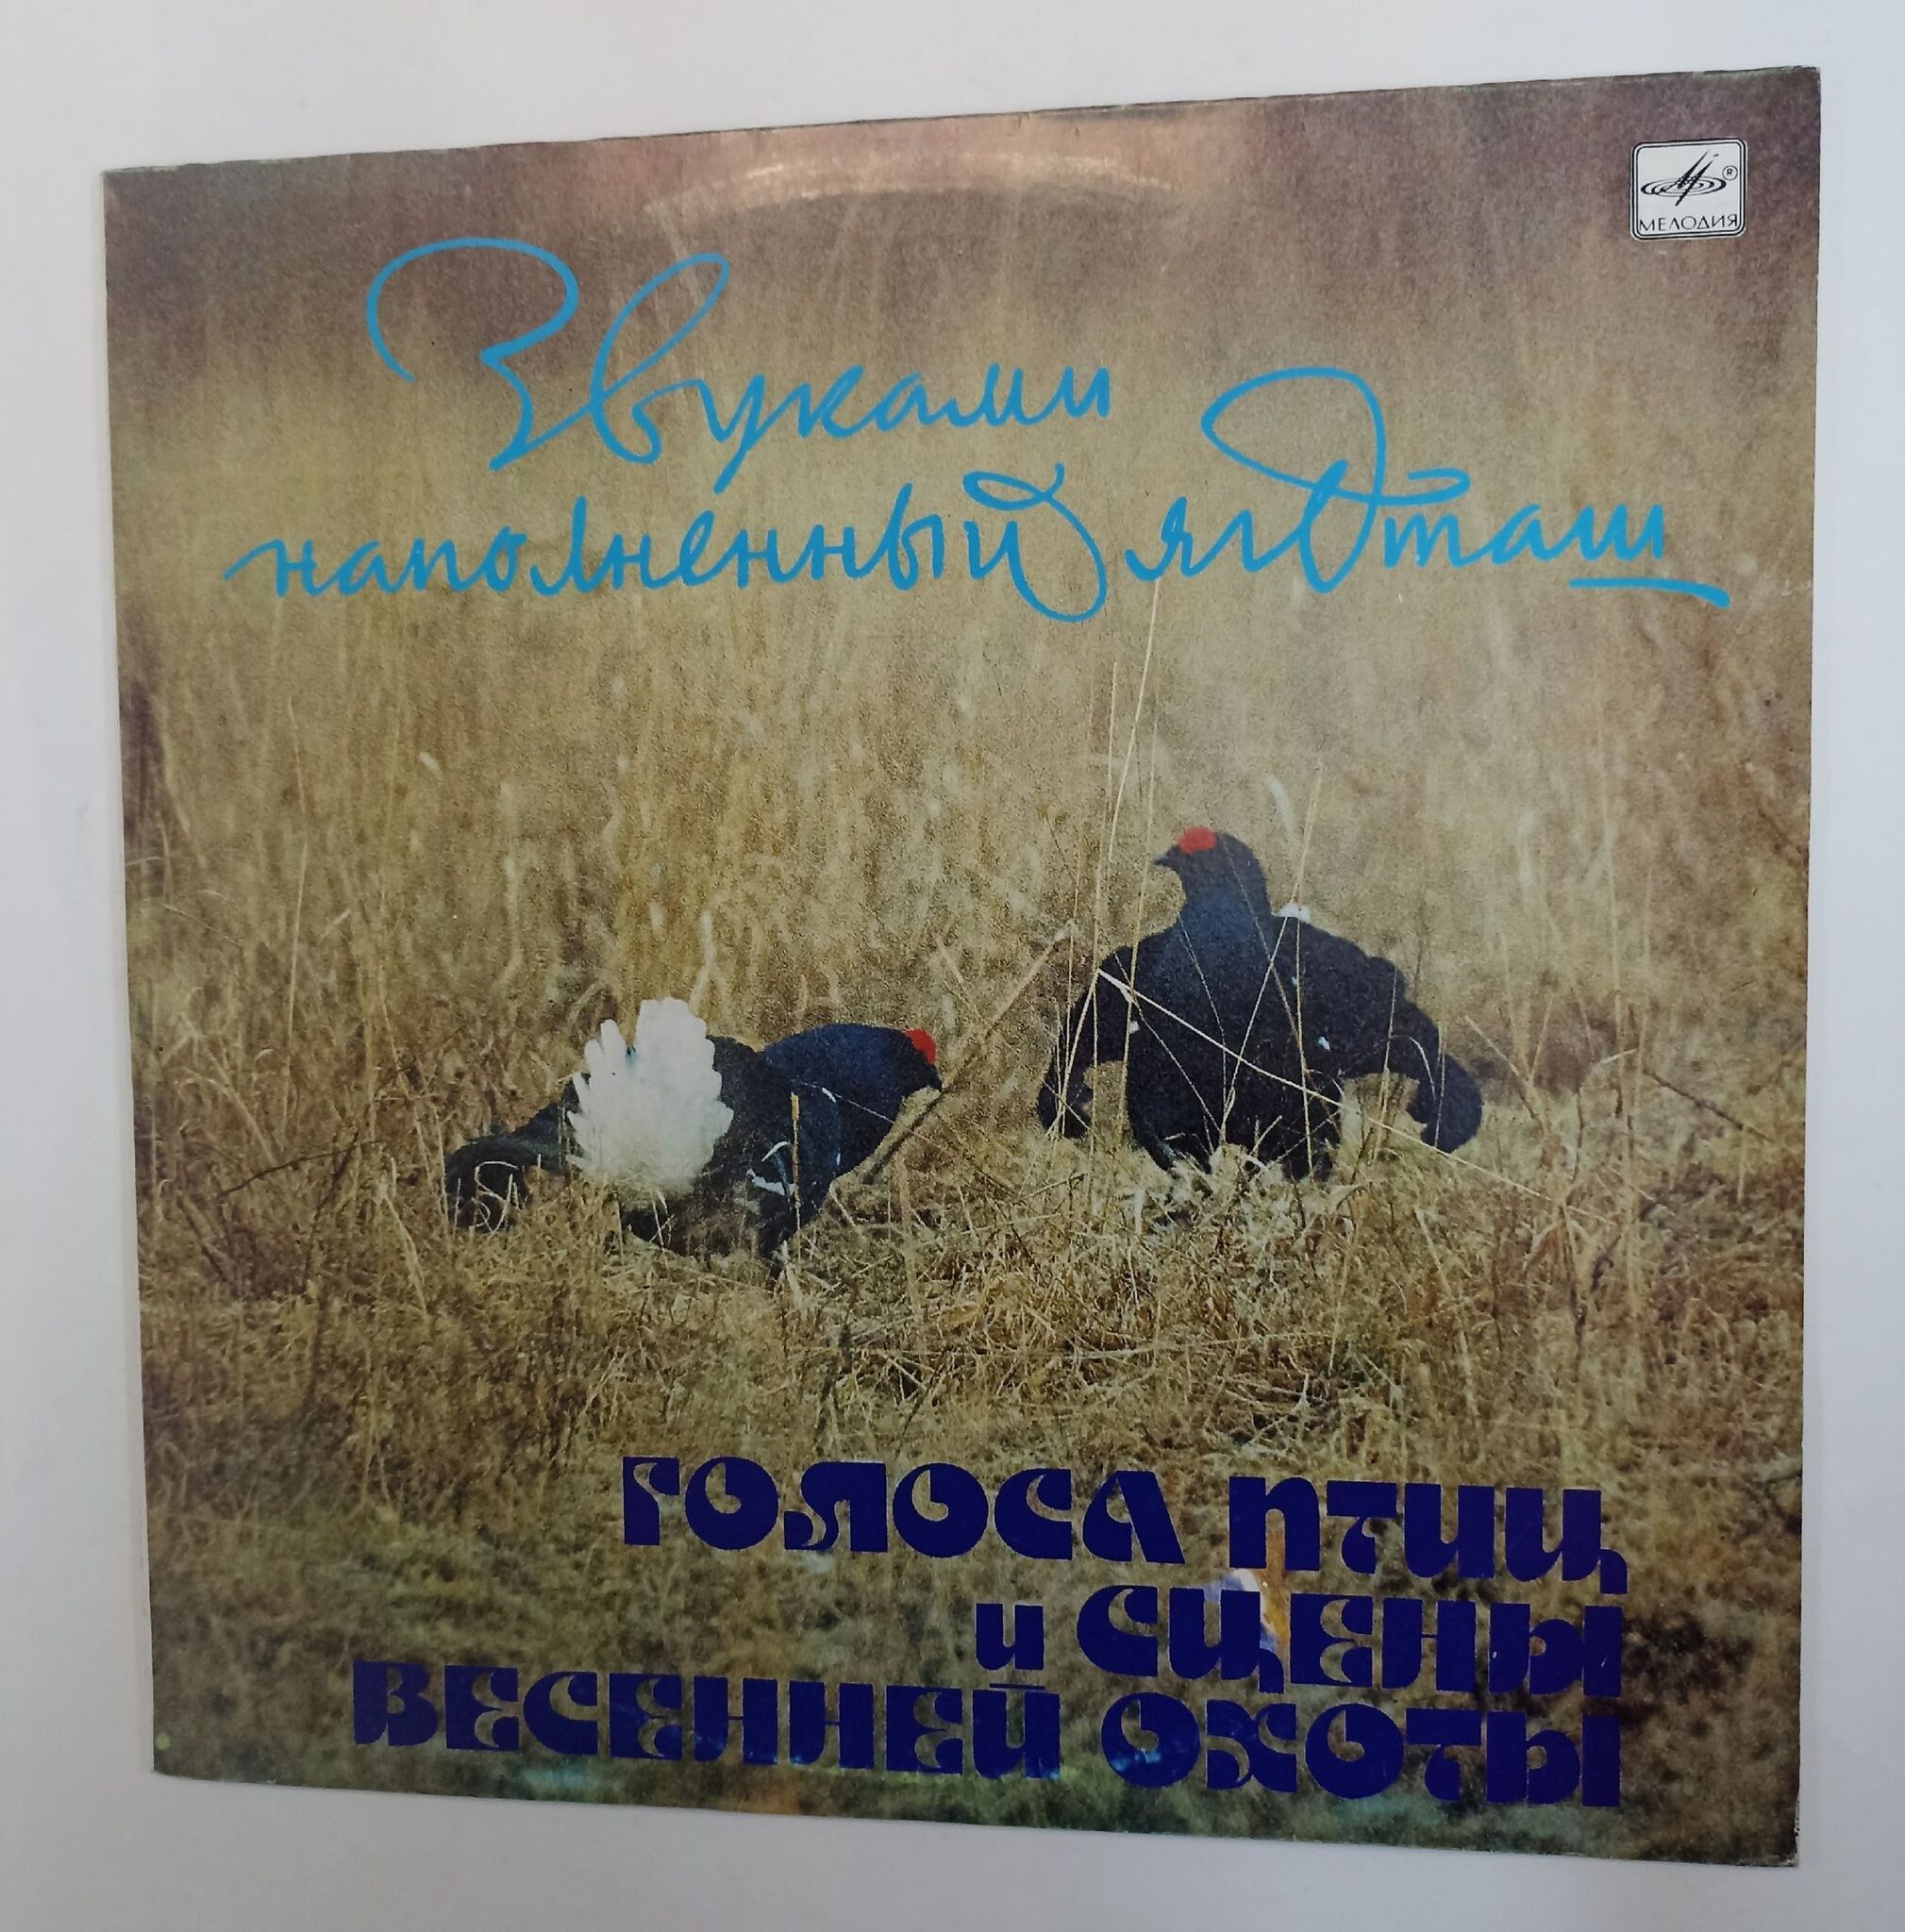 МЕЛОДИЯ
Звуками
наполненный ягдташ
ГОЛОСА ПТИЦ
И СЦЕНЫ
ВЕСЕННЕЙ ОХОТЫ